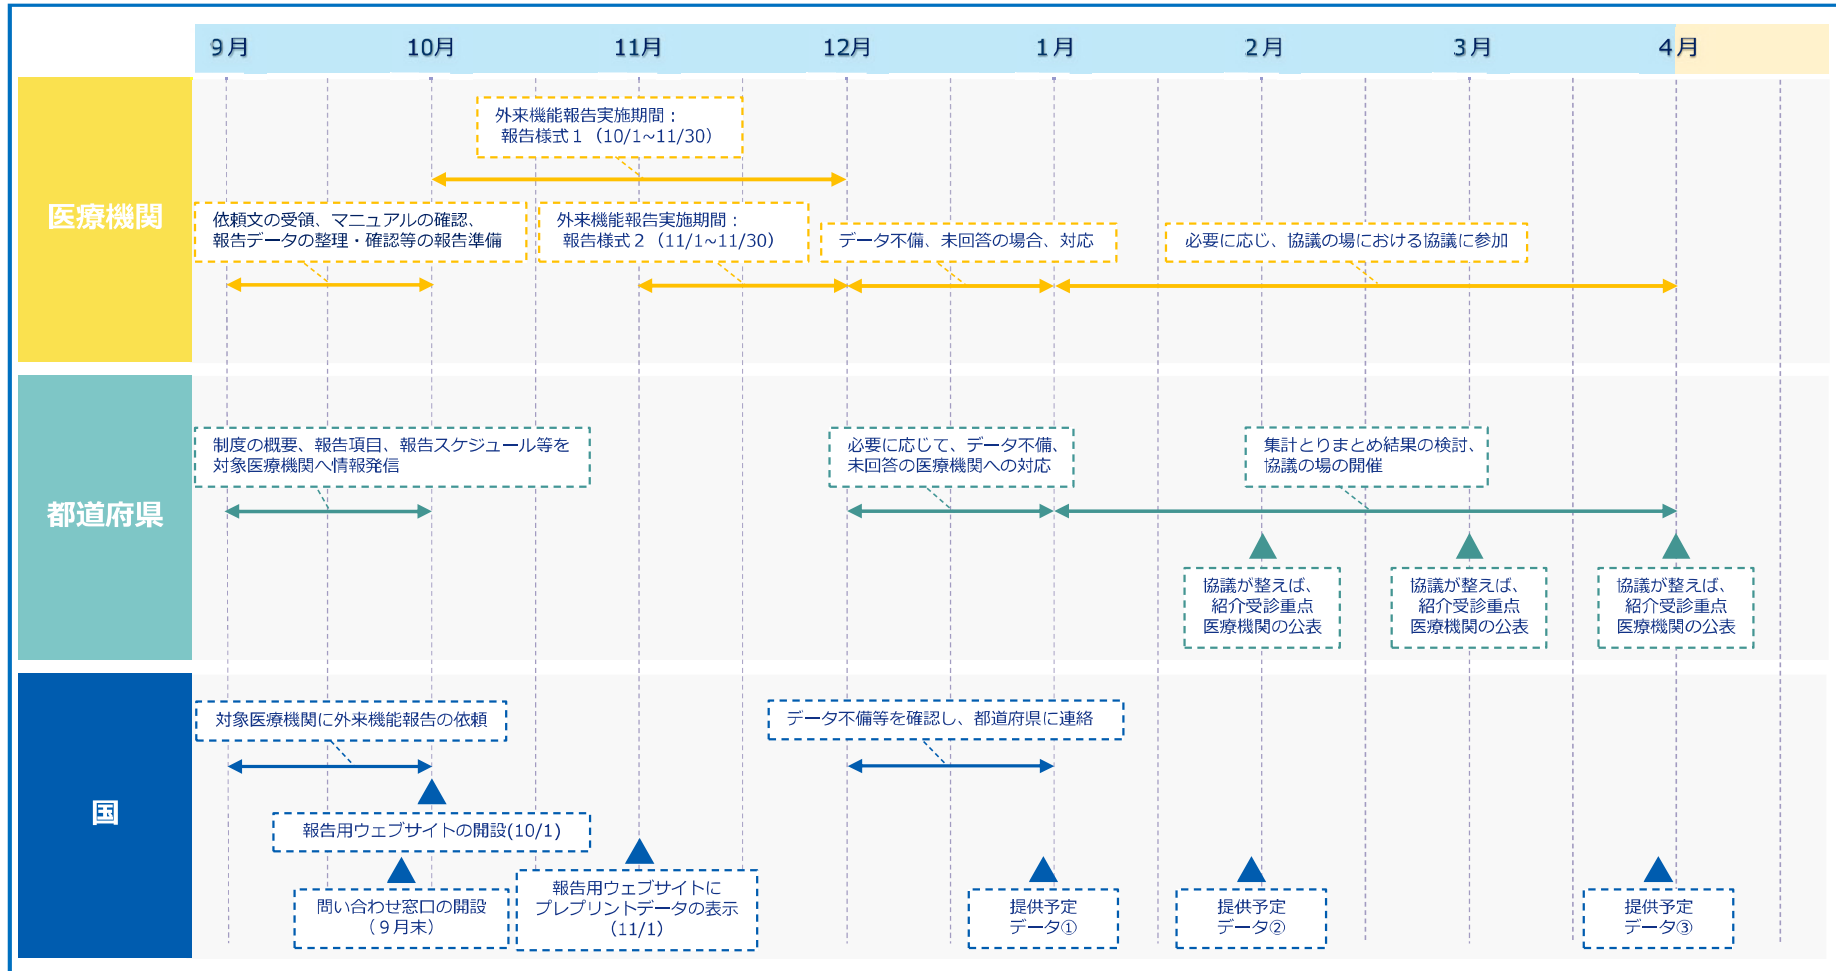 9月
10月
11月
12月
1月
2月
3月
4月
医療機関
外来機能報告実施期間：
報告様式１（10/1~11/30）
依頼文の受領、マニュアルの確認、
報告データの整理・確認等の報告準備
外来機能報告実施期間：
報告様式２（11/1~11/30）
データ不備、未回答の場合、対応
必要に応じ、協議の場における協議に参加
都道府県
制度の概要、報告項目、報告スケジュール等を
対象医療機関へ情報発信
必要に応じて、データ不備、
未回答の医療機関への対応
集計とりまとめ結果の検討、
協議の場の開催
協議が整えば、
紹介受診重点
医療機関の公表
協議が整えば、
紹介受診重点
医療機関の公表
協議が整えば、
紹介受診重点
医療機関の公表
国
対象医療機関に外来機能報告の依頼
データ不備等を確認し、都道府県に連絡
報告用ウェブサイトの開設(10/1)
問い合わせ窓口の開設
（９月末）
報告用ウェブサイトに
プレプリントデータの表示
（11/1）
提供予定
データ①
提供予定
データ②
提供予定
データ③